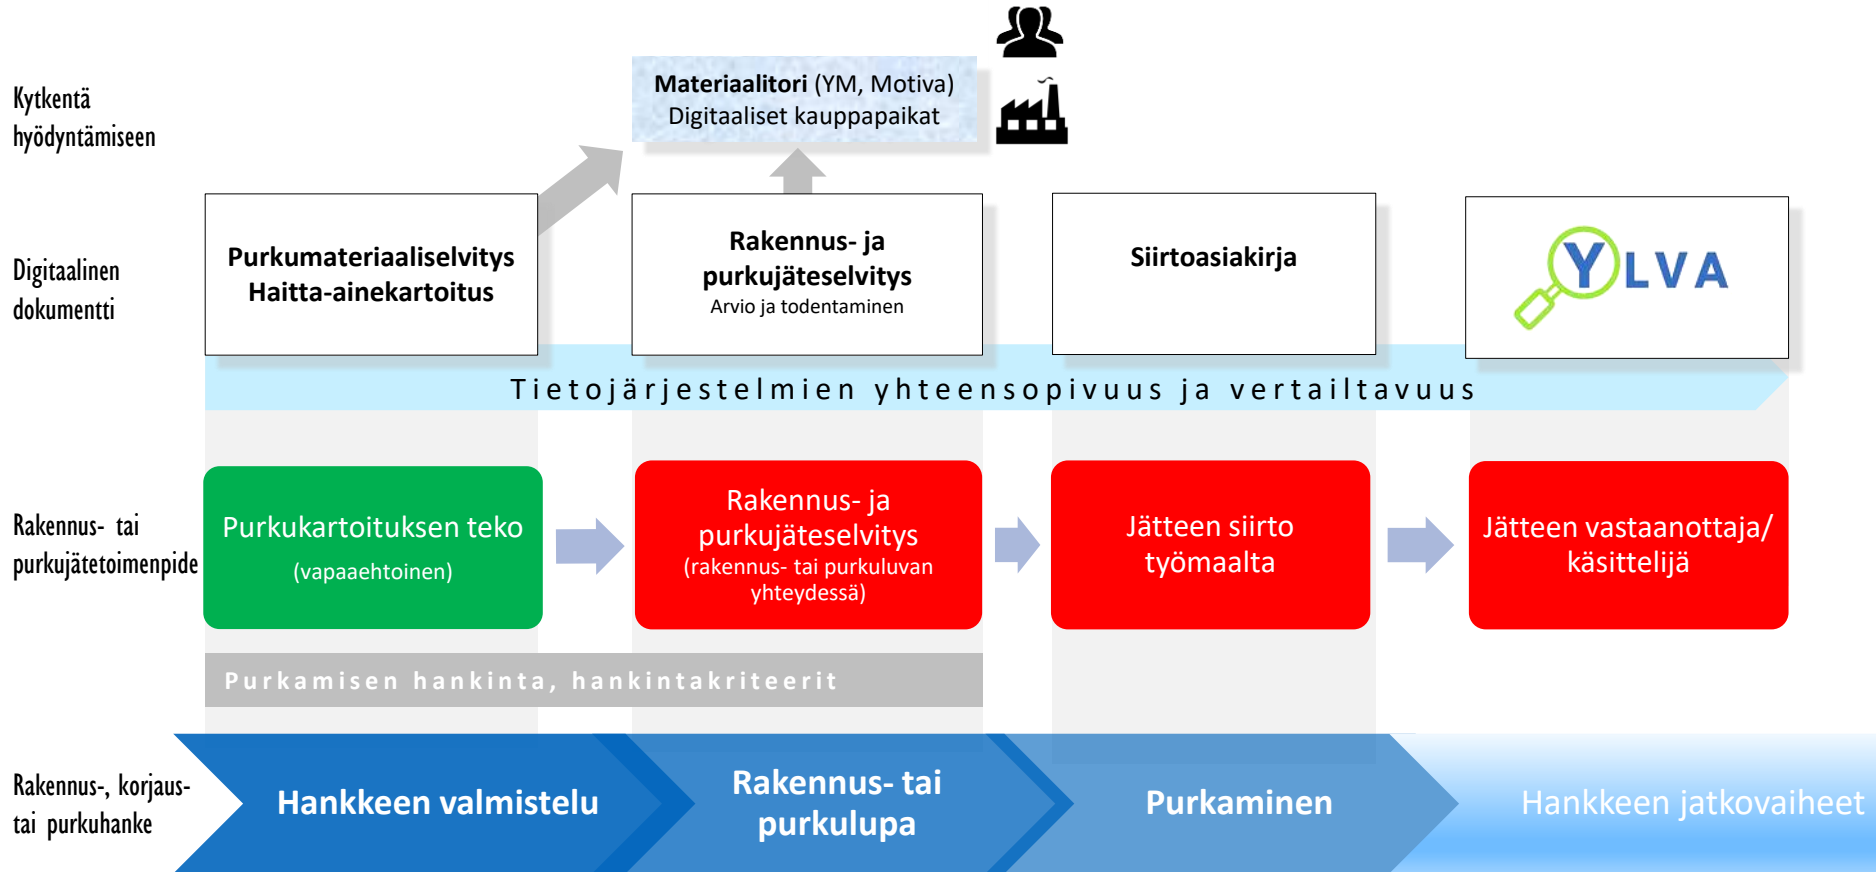 Kytkentä
hyödyntämiseen
Materiaalitori (YM, Motiva)
Digitaaliset kauppapaikat
Digitaalinen
dokumentti
Purkumateriaaliselvitys
Haitta-ainekartoitus
Rakennus- ja
purkujäteselvitys
Arvio ja todentaminen
Siirtoasiakirja
YLVA
Tietojärjestelmien yhteensopivuus ja vertailtavuus
Rakennus- tai
purkujätetoimenpide
Purkukartoituksen teko
(vapaaehtoinen)
Rakennus- ja
purkujäteselvitys
(rakennus- tai purkuluvan
yhteydessä)
Jätteen siirto
työmaalta
Jätteen vastaanottaja/
käsittelijä
Purkamisen hankinta, hankintakriteerit
Rakennus-, korjaus-
tai purkuhanke
Hankkeen valmistelu
Rakennus- tai
purkulupa
Purkaminen
Hankkeen jatkovaiheet